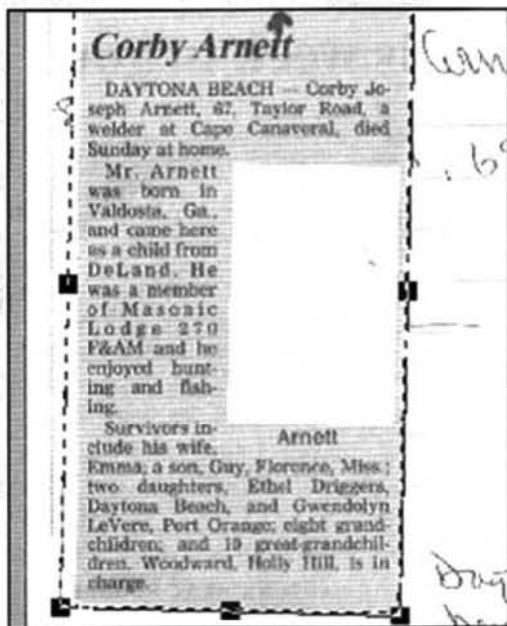 Corby Arnett
DAYTONA BEACH — Corby Jo-
seph Arnett, 67, Taylor Road, a
welder at Cape Canaveral, died
Sunday at home.
Mr. Arnett
was born in
Valdosta, Ga.,
and came here
as a child from
DeLand. He
was a member
of Masonic
Lodge 270
F&AM and he
enjoyed hunt-
ing and fish-
ing.
Survivors in-
clude his wife,
Emma; a son, Guy, Florence, Miss.;
two daughters, Ethel Driggers,
Daytona Beach, and Gwendolyn
LeVere, Port Orange; eight grand-
children; and 19 great-grandchil-
dren. Woodward, Holly Hill, is in
charge.
Arnett